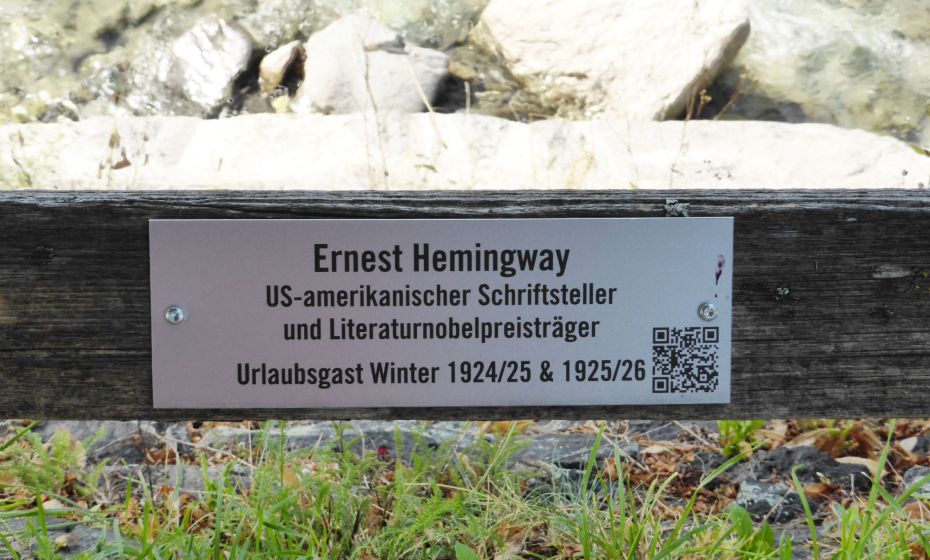 Ernest Hemingway
US-amerikanischer Schriftsteller
und Literaturnobelpreisträger
Urlaubsgast Winter 1924/25 & 1925/26